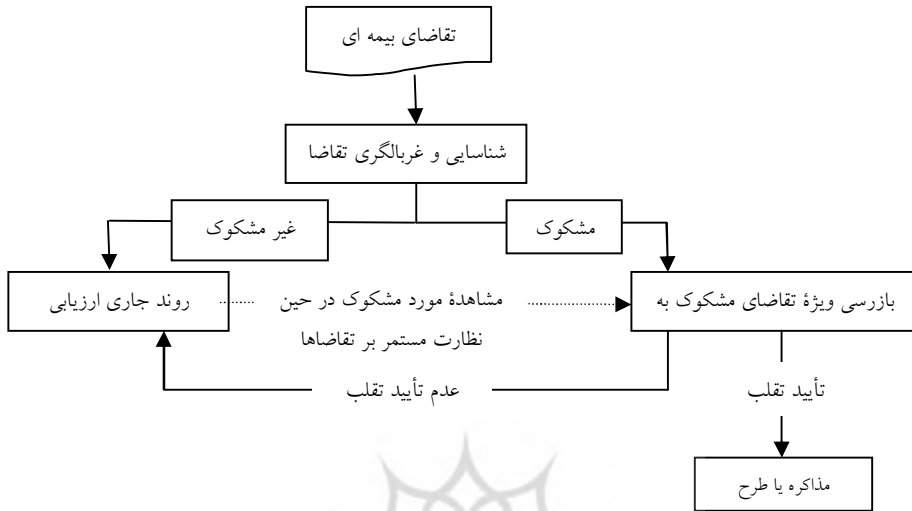 تقاضای بیمه ای
شناسایی و غربالگری تقاضا
مشکوک
غیر مشکوک
بازرسی ویژهٔ تقاضای مشکوک به
مشاهدهٔ مورد مشکوک در حین
نظارت مستمر بر تقاضاها
روند جاری ارزیابی
تأیید تقلب
عدم تأیید تقلب
مذاکره یا طرح